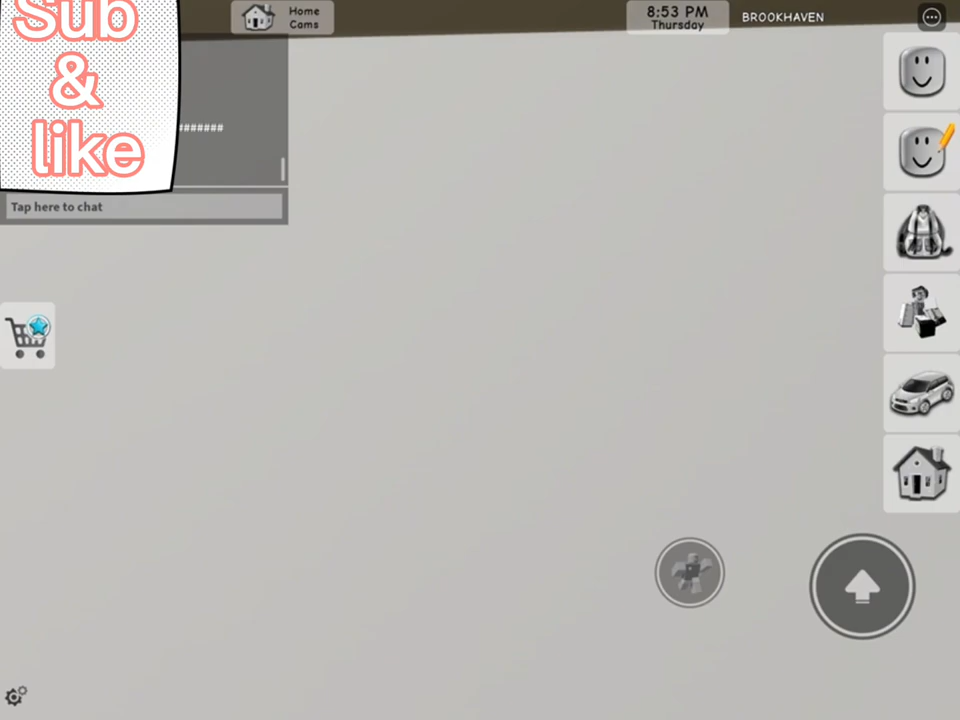 Sub
&
like
Home
Cams
8:53 PM
Thursday
BROOKHAVEN
#######
Tap here to chat